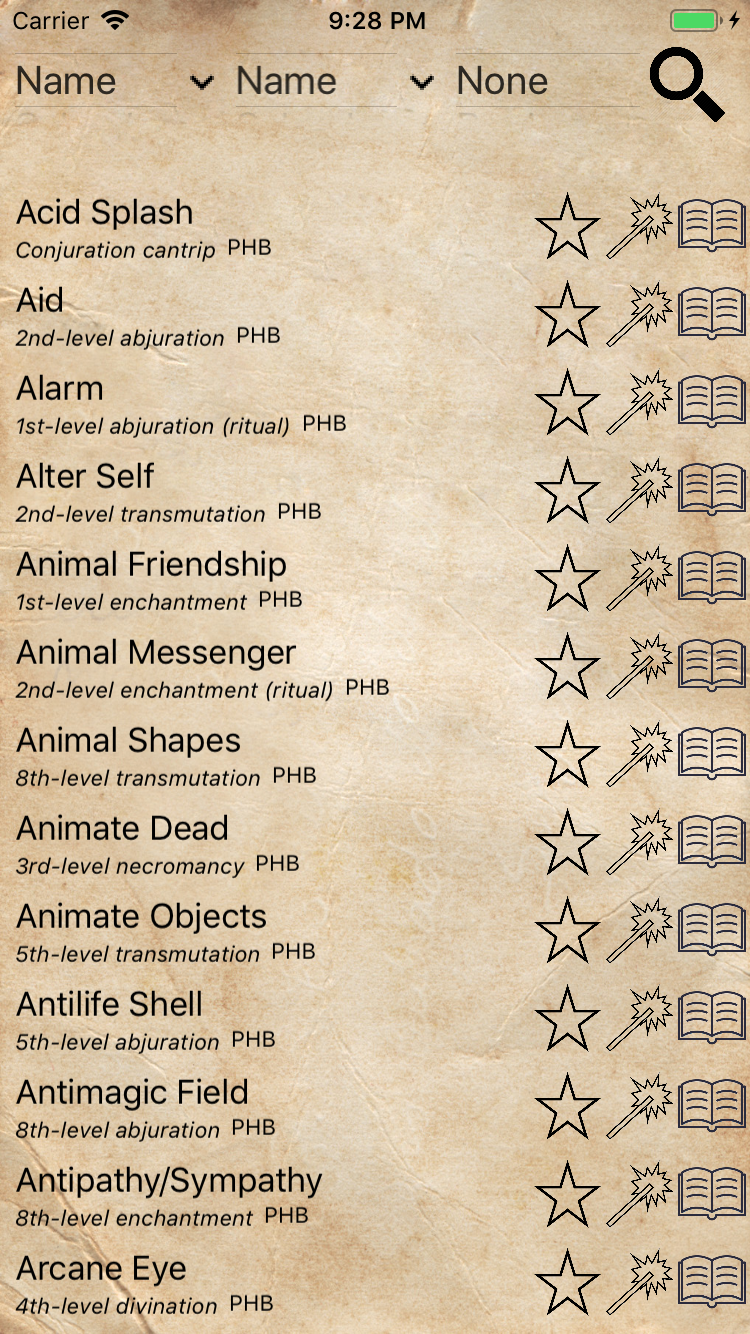 Carrier 9:28 PM
Name Name None
Acid Splash
Conjuration cantrip PHB
Aid
2nd-level abjuration PHB
Alarm
1st-level abjuration (ritual) PHB
Alter Self
2nd-level transmutation PHB
Animal Friendship
1st-level enchantment PHB
Animal Messenger
2nd-level enchantment (ritual) PHB
Animal Shapes
8th-level transmutation PHB
Animate Dead
3rd-level necromancy PHB
Animate Objects
5th-level transmutation PHB
Antilife Shell
5th-level abjuration PHB
Antimagic Field
8th-level abjuration PHB
Antipathy/Sympathy
8th-level enchantment PHB
Arcane Eye
4th-level divination PHB